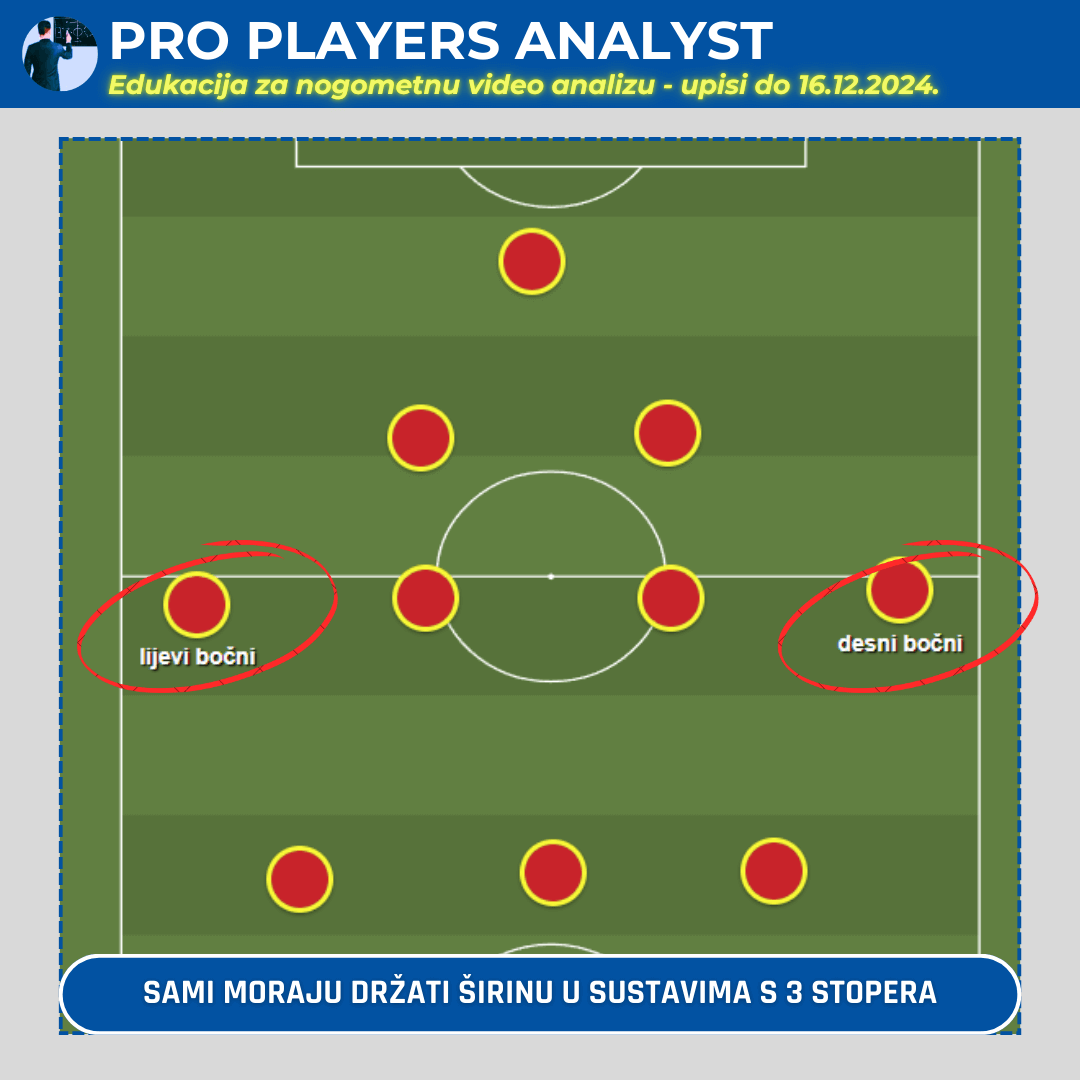 PRO PLAYERS ANALYST
Edukacija za nogometnu video analizu - upisi do 16.12.2024.
lijevi bočni
desni bočni
SAMI MORAJU DRŽATI ŠIRINU U SUSTAVIMA S 3 STOPERA